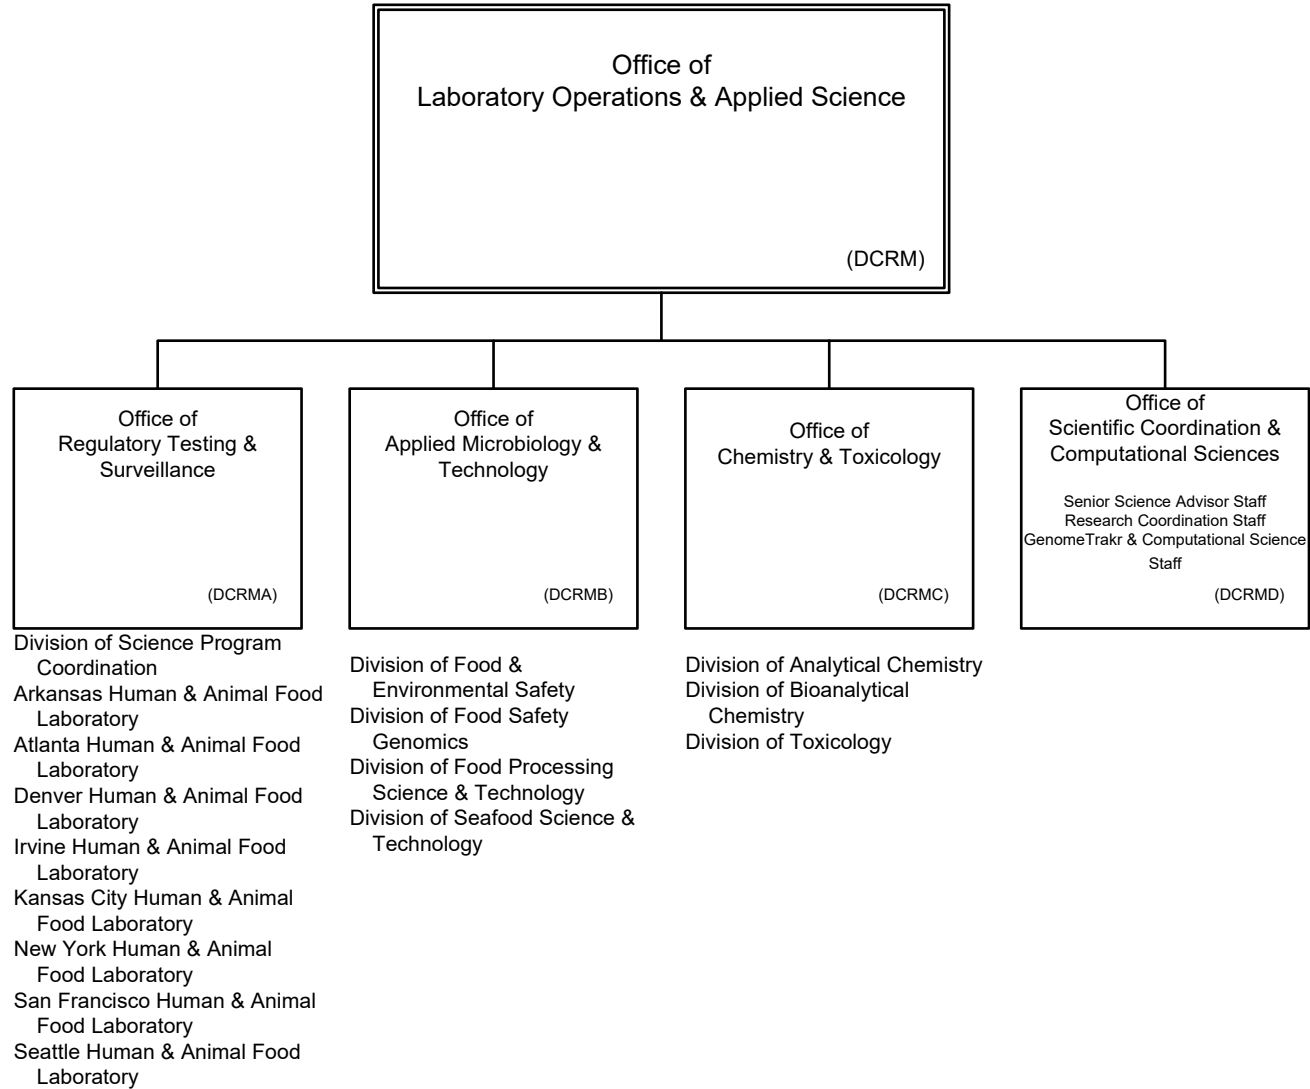 Office of
Laboratory Operations & Applied Science
(DCRM)
Office of
Regulatory Testing &
Surveillance
(DCRMA)
Division of Science Program
Coordination
Arkansas Human & Animal Food
Laboratory
Atlanta Human & Animal Food
Laboratory
Denver Human & Animal Food
Laboratory
Irvine Human & Animal Food
Laboratory
Kansas City Human & Animal
Food Laboratory
New York Human & Animal
Food Laboratory
San Francisco Human & Animal
Food Laboratory
Seattle Human & Animal Food
Laboratory
Office of
Applied Microbiology &
Technology
(DCRMB)
Division of Food &
Environmental Safety
Division of Food Safety
Genomics
Division of Food Processing
Science & Technology
Division of Seafood Science &
Technology
Office of
Chemistry & Toxicology
(DCRMC)
Division of Analytical Chemistry
Division of Bioanalytical
Chemistry
Division of Toxicology
Office of
Scientific Coordination &
Computational Sciences
Senior Science Advisor Staff
Research Coordination Staff
GenomeTrakr & Computational Science
Staff
(DCRMD)